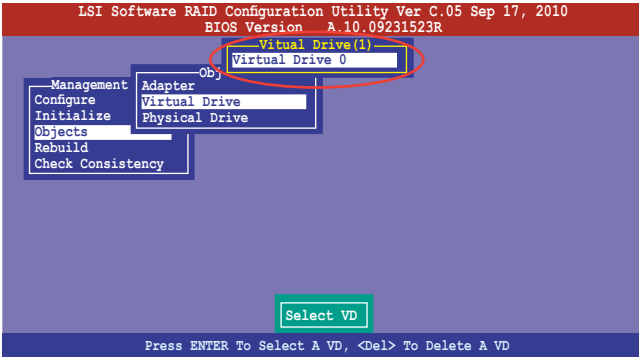 LSI Software RAID Configuration Utility Ver C.05 Sep 17, 2010
BIOS Version A.10.09231523R
Vitual Drive(1)
Virtual Drive 0
Obj
Adapter
Virtual Drive
Physical Drive
Management
Configure
Initialize
Objects
Rebuild
Check Consistency
Select VD
Press ENTER To Select A VD, <Del> To Delete A VD